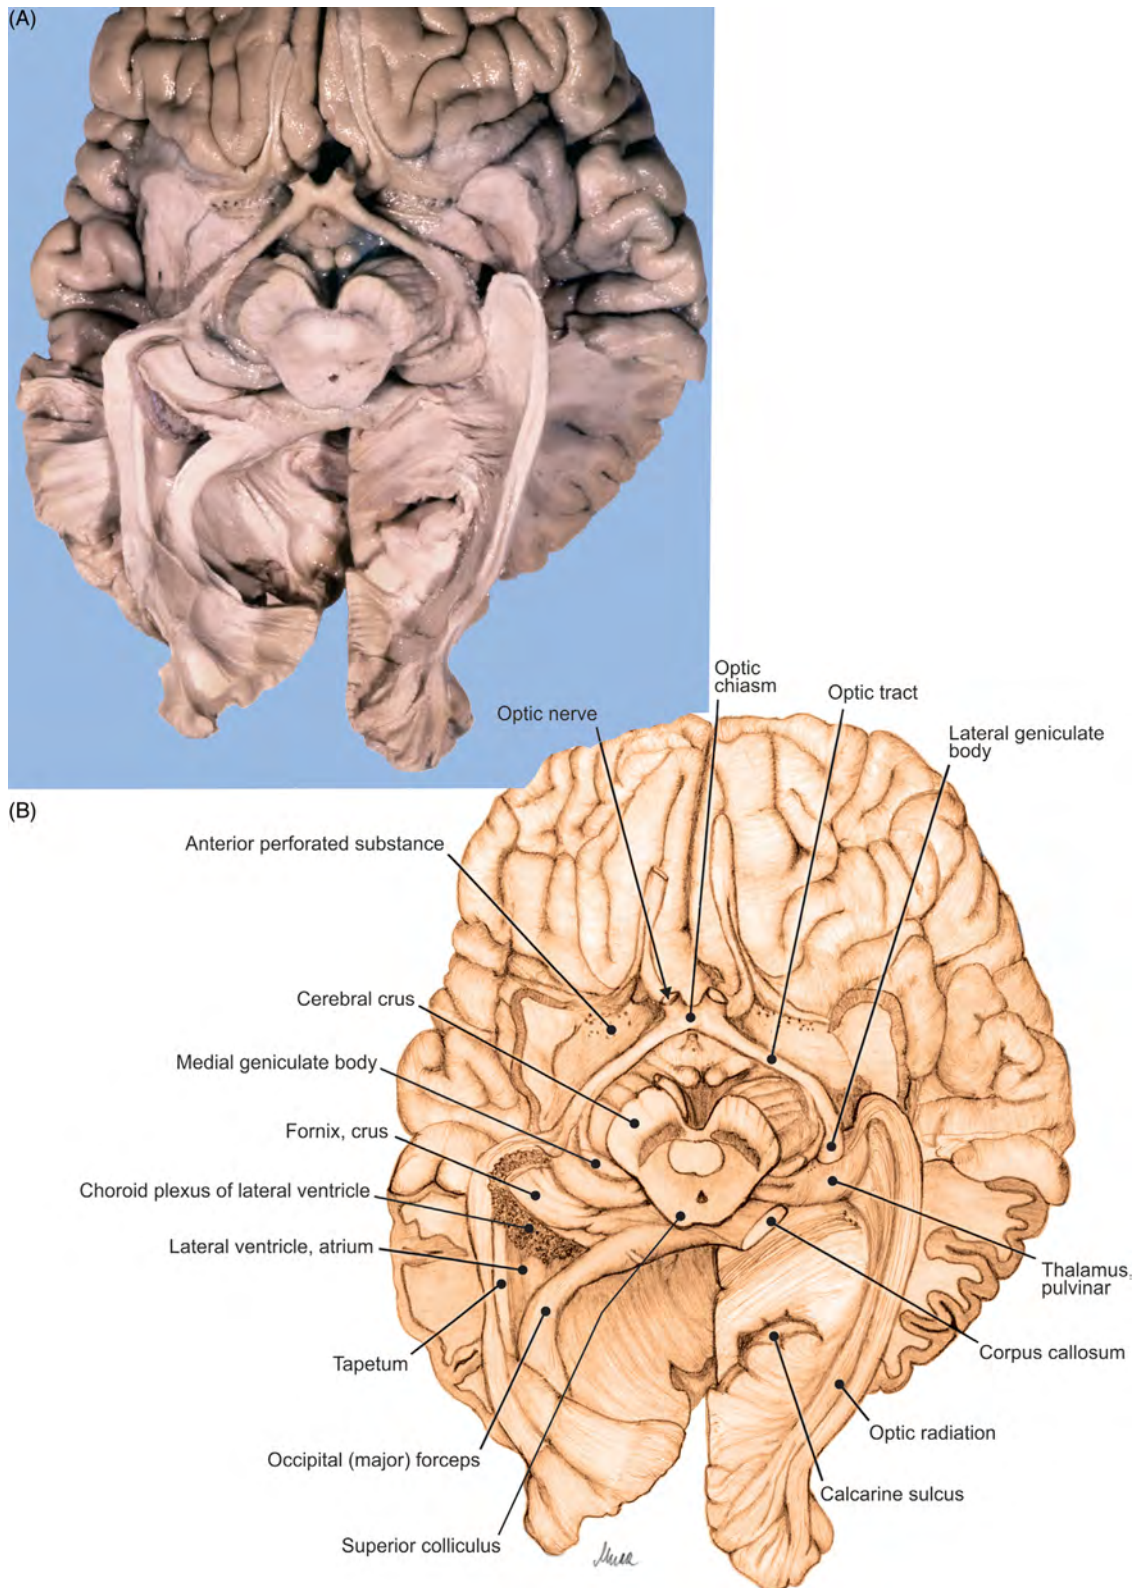 (A)
Optic
chiasm
Optic nerve
Optic tract
Lateral geniculate
body
(B)
Anterior perforated substance
Cerebral crus
Medial geniculate body
Fornix, crus
Choroid plexus of lateral ventricle
Lateral ventricle, atrium
Thalamus,
pulvinar
Tapetum
Corpus callosum
Optic radiation
Occipital (major) forceps
Calcarine sulcus
Superior colliculus